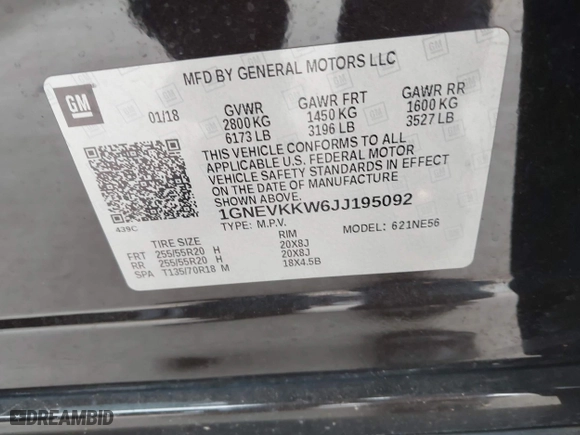 MFD BY GENERAL MOTORS LLC
GM
01/18
GVWR GAWR FRT GAWR RR
2800 KG 1450 KG 1600 KG
6173 LB 3196 LB 3527 LB
THIS VEHICLE CONFORMS TO ALL
APPLICABLE U.S. FEDERAL MOTOR
VEHICLE SAFETY STANDARDS IN EFFECT
ON THE DATE OF MANUFACTURE
439C
1GNEVKKW6JJ195092
TYPE: M.P.V. MODEL: 621NE56
TIRE SIZE RIM
FRT 255/55R20 H 20X8J
RR 255/55R20 H 20X8J
SPA T135/70R18 M 18X4.5B
DREAMBID